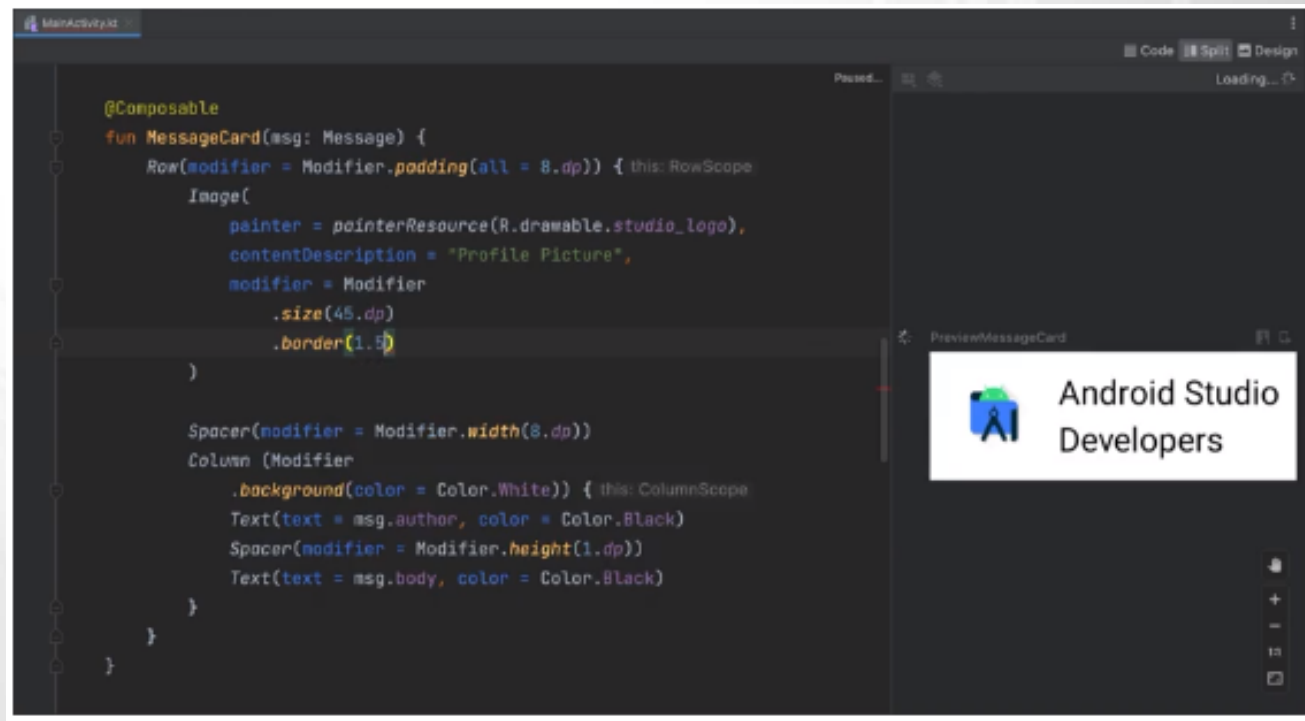 MainActivity.kt
Code Split Design
Paused...
Loading...
@Composable
fun MessageCard(msg: Message) {
Row(modifier = Modifier.padding(all = 8.dp)) { this: RowScope
Image(
painter = painterResource(R.drawable.studio_logo),
contentDescription = "Profile Picture",
modifier = Modifier
.size(45.dp)
.border(1.5)
)
Spacer(modifier = Modifier.width(8.dp))
Column (Modifier
.background(color = Color.White)) { this: ColumnScope
Text(text = msg.author, color = Color.Black)
Spacer(modifier = Modifier.height(1.dp))
Text(text = msg.body, color = Color.Black)
}
}
}
PreviewMessageCard
Android Studio
Developers
1:1